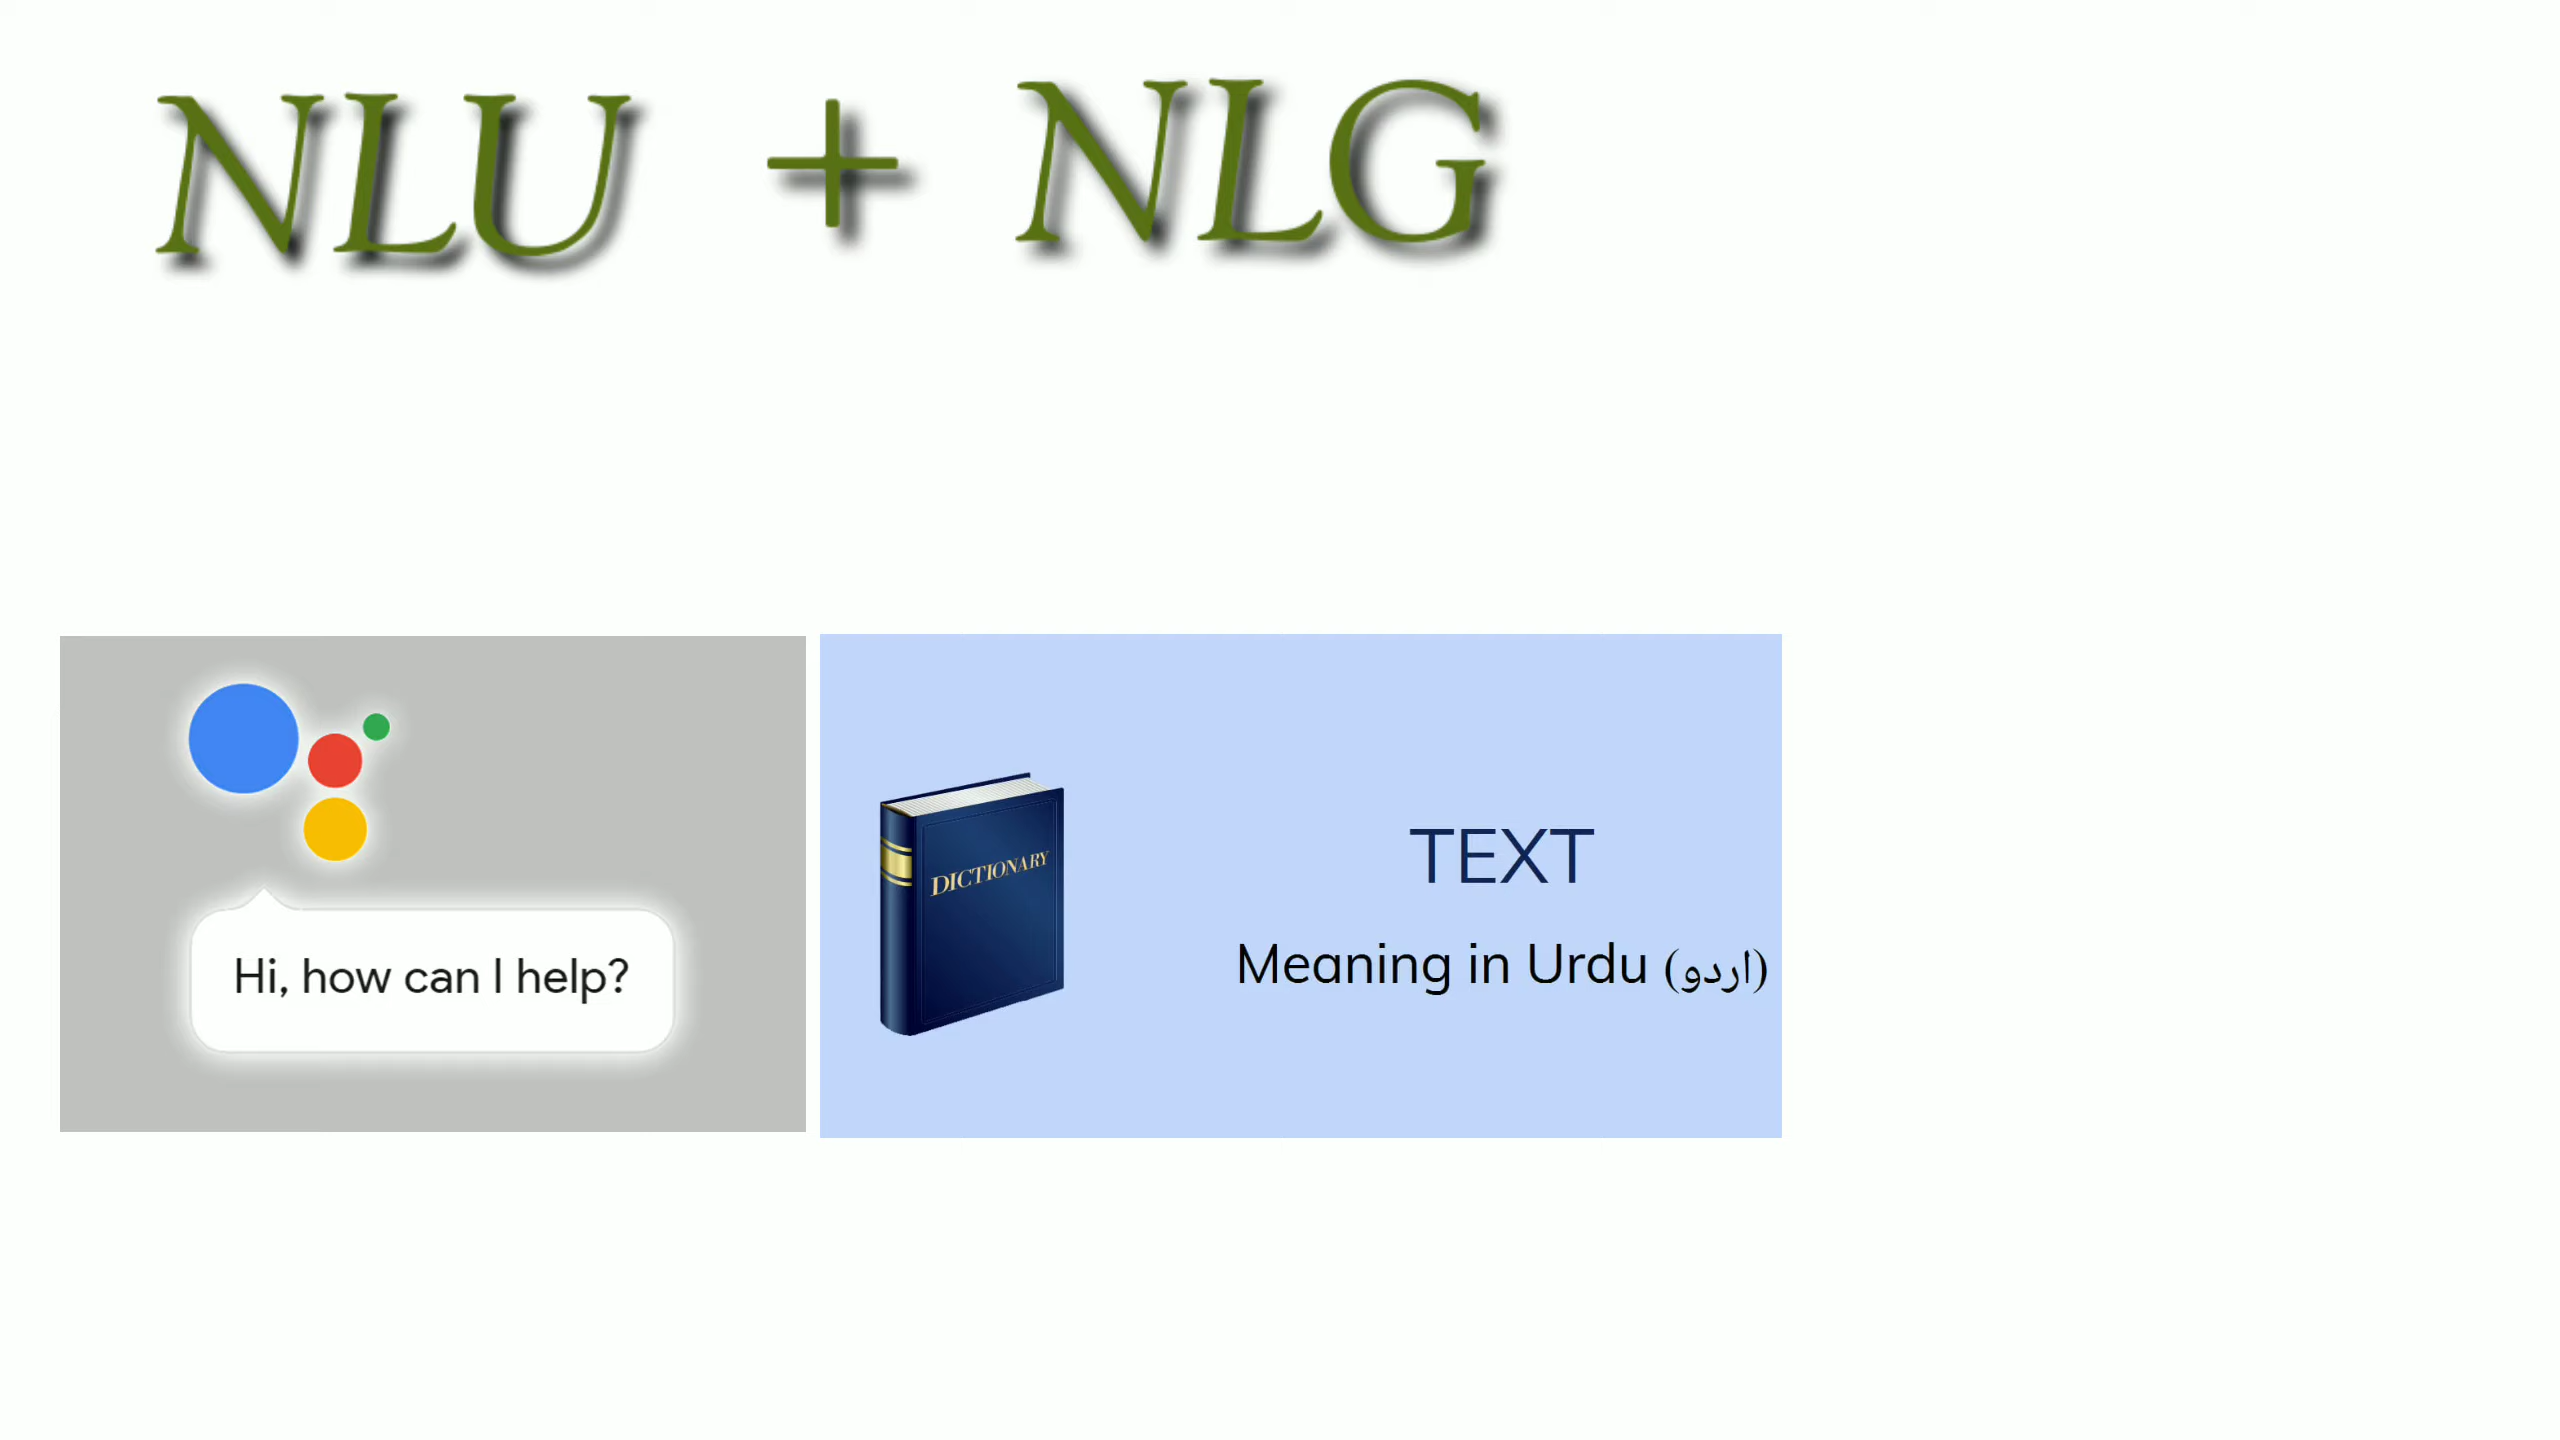 NLU + NLG
Hi, how can I help?
DICTIONARY
TEXT
Meaning in Urdu (اردو)